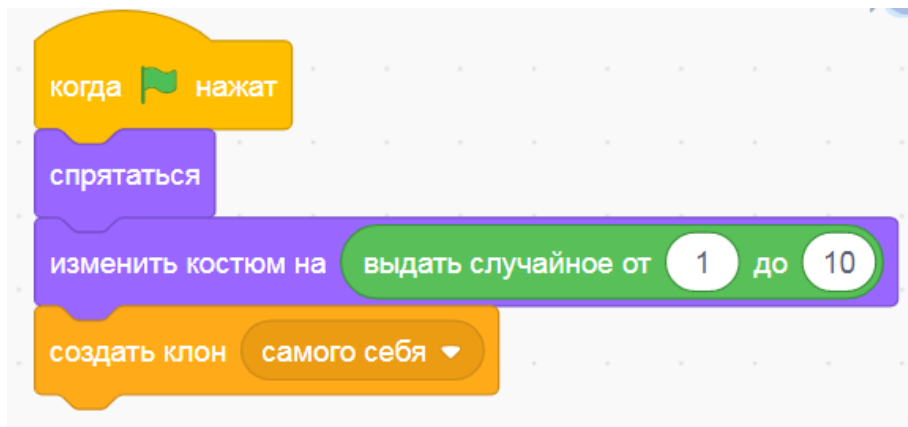 когда нажат
спрятаться
изменить костюм на выдать случайное от 1 до 10
создать клон самого себя